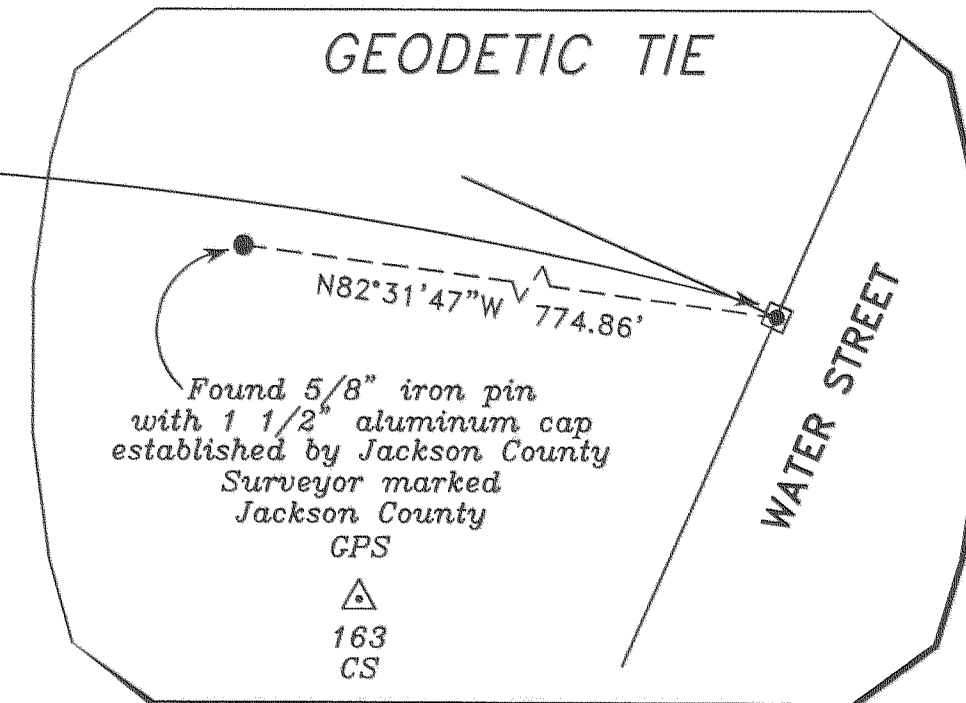 GEODETIC TIE
N82°31'47"W 774.86'
WATER STREET
Found 5/8" iron pin
with 1 1/2" aluminum cap
established by Jackson County
Surveyor marked
Jackson County
GPS
163
CS